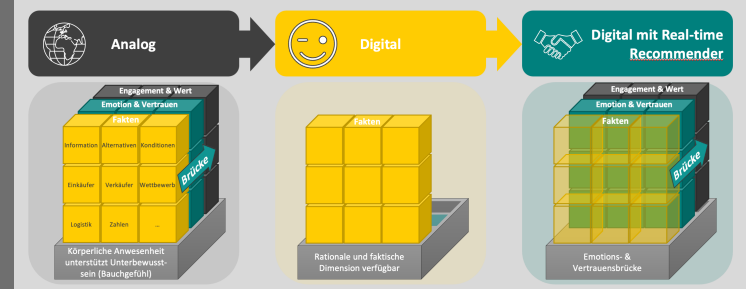 Analog
Digital
Digital mit Real-time
Recommender
Engagement & Wert
Emotion & Vertrauen
Fakten
Information Alternativen Konditionen
Einkäufer Verkäufer Wettbewerb
Logistik Zahlen ...
Brücke
Körperliche Anwesenheit
unterstützt Unterbewusst-
sein (Bauchgefühl)
Fakten
Rationale und faktische
Dimension verfügbar
Engagement & Wert
Emotion & Vertrauen
Fakten
Brücke
Emotions- &
Vertrauensbrücke